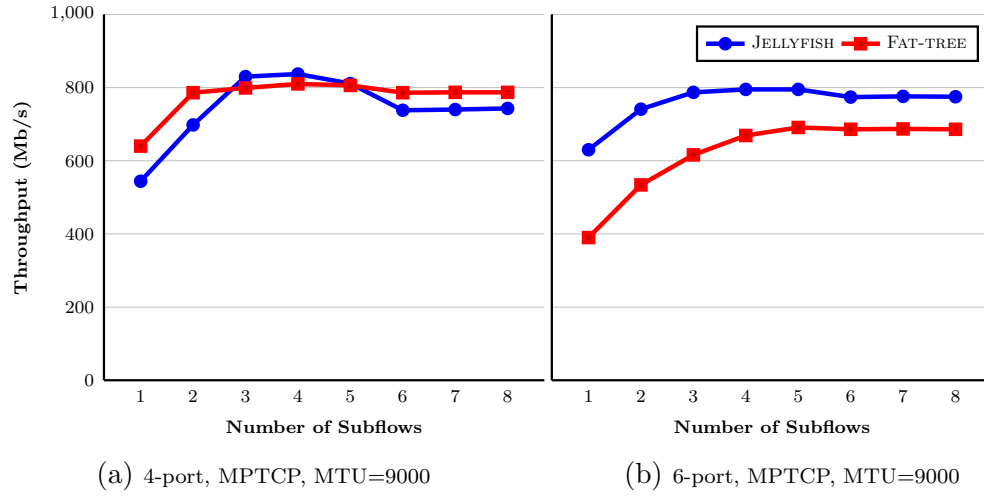 1,000
800
600
400
200
0
Throughput (Mb/s)
1 2 3 4 5 6 7 8
Number of Subflows
(a) 4-port, MPTCP, MTU=9000
JELLYFISH FAT-TREE
1 2 3 4 5 6 7 8
Number of Subflows
(b) 6-port, MPTCP, MTU=9000